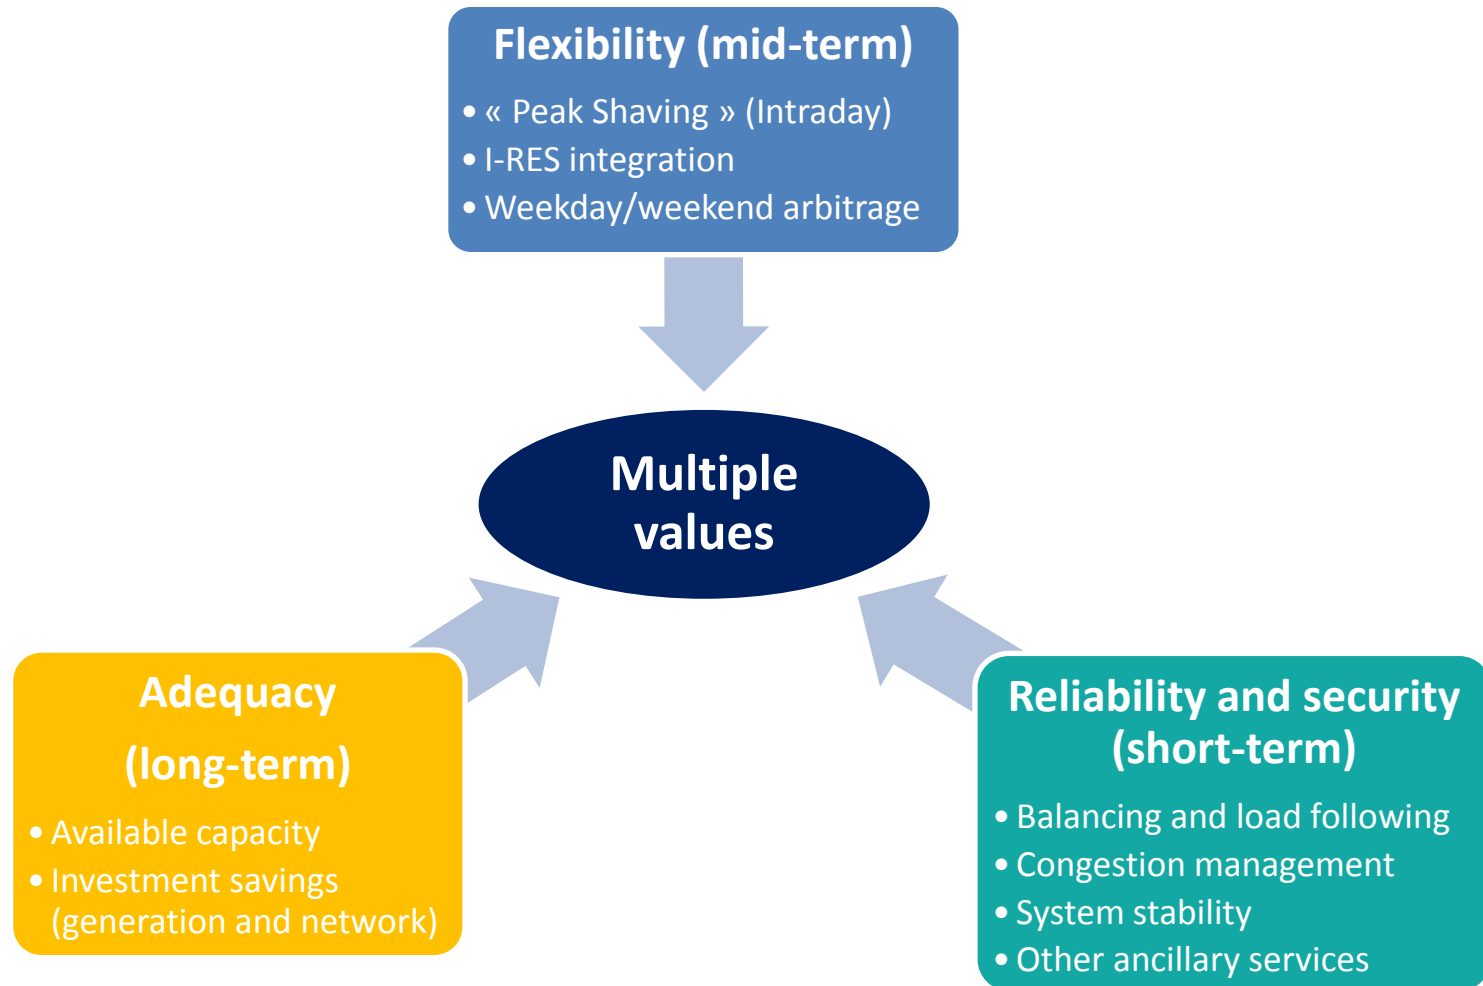 Flexibility (mid-term)
• « Peak Shaving » (Intraday)
• I-RES integration
• Weekday/weekend arbitrage
Multiple
values
Adequacy
(long-term)
• Available capacity
• Investment savings
(generation and network)
Reliability and security
(short-term)
• Balancing and load following
• Congestion management
• System stability
• Other ancillary services